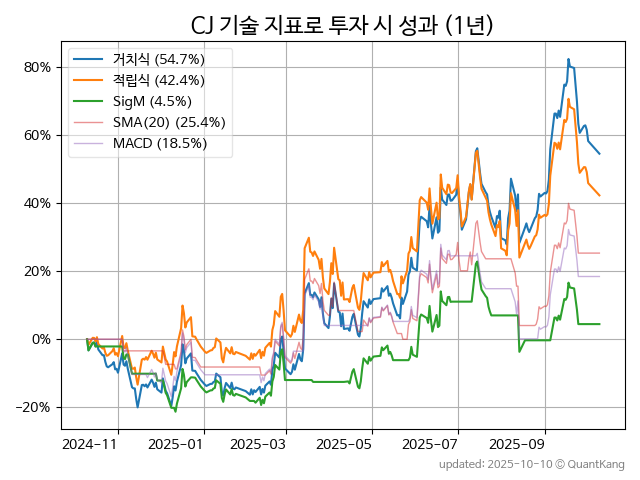 CJ 기술 지표로 투자 시 성과 (1년)
거치식 (54.7%)
적립식 (42.4%)
SigM (4.5%)
SMA(20) (25.4%)
MACD (18.5%)
80%
60%
40%
20%
0%
−20%
2024−11
2025−01
2025−03
2025−05
2025−07
2025−09
updated: 2025-10-10 © QuantKang